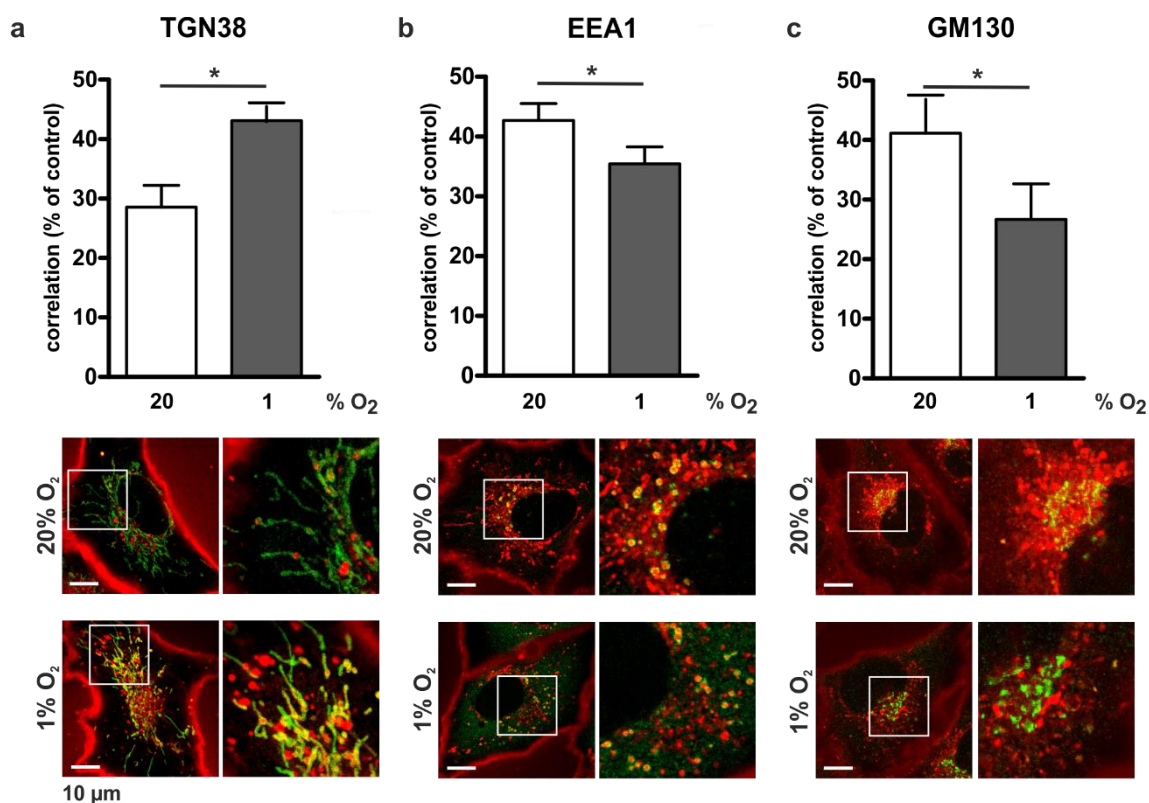 a TGN38
correlation (% of control)
50
40
30
20
10
0
*
20 1 % O₂
20% O₂
1% O₂
10 µm
b EEA1
correlation (% of control)
50
40
30
20
10
0
*
20 1 % O₂
20% O₂
1% O₂
c GM130
correlation (% of control)
50
40
30
20
10
0
*
20 1 % O₂
20% O₂
1% O₂